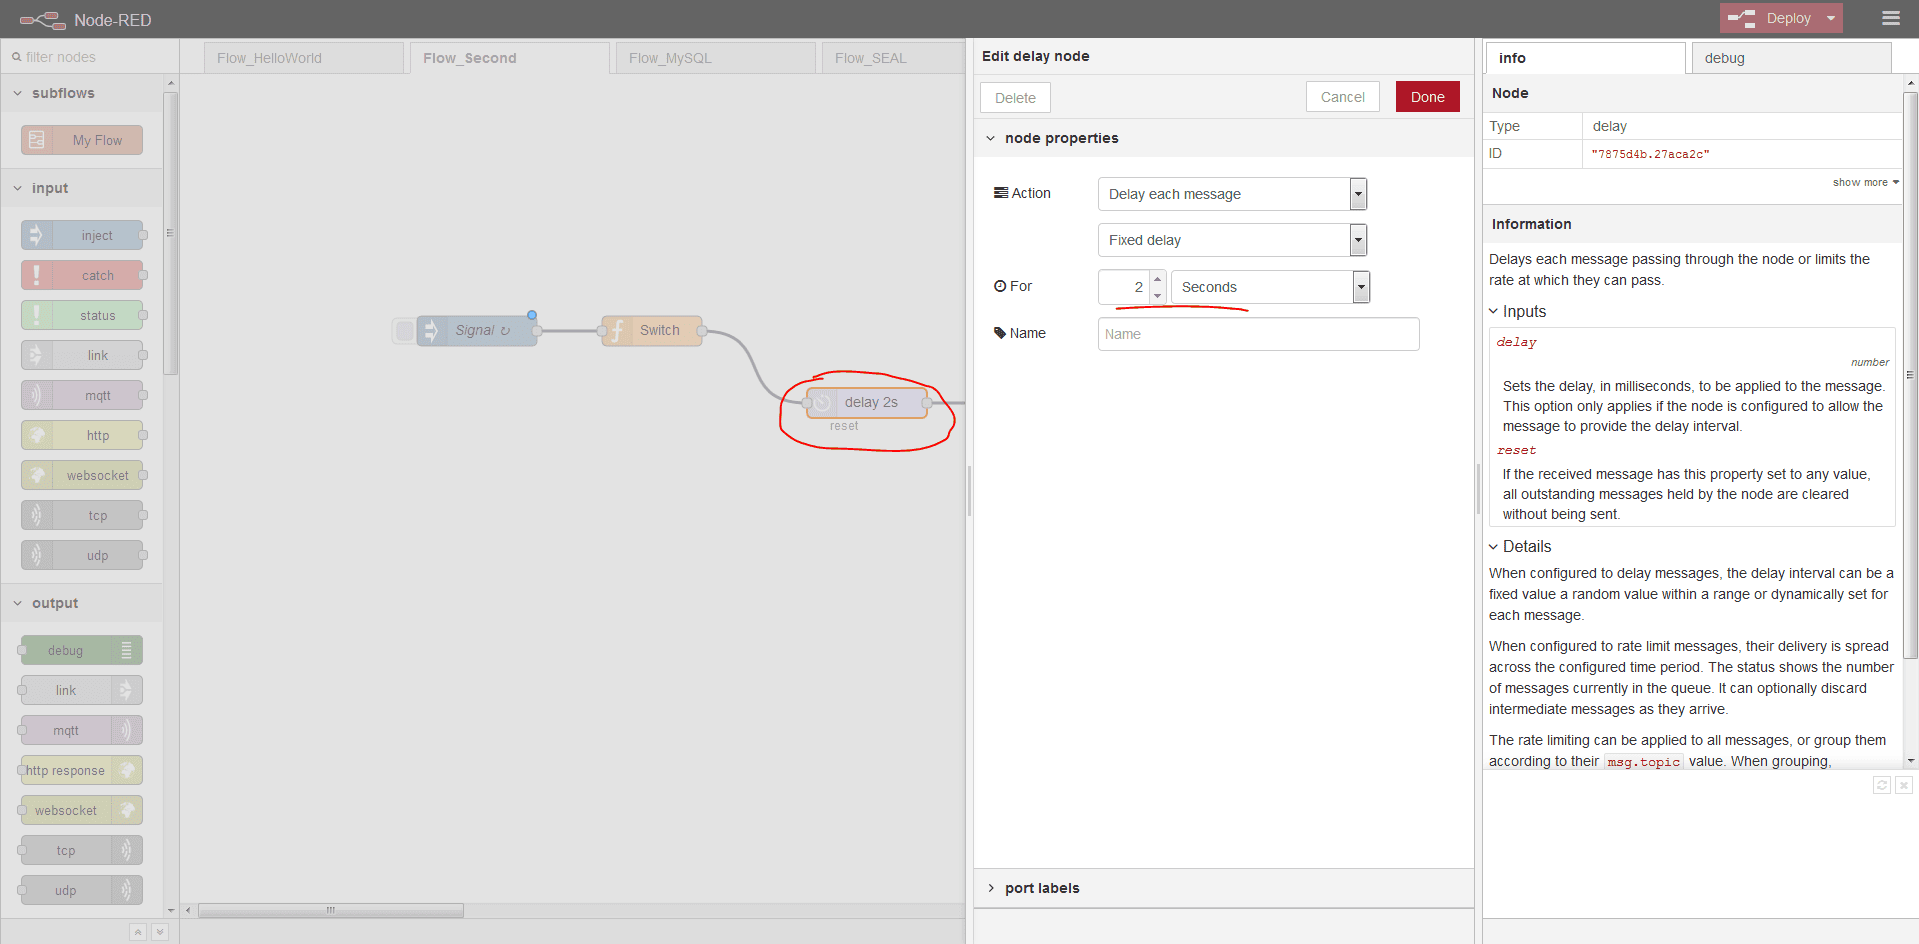 Node-RED
Deploy
filter nodes
Flow_HelloWorld
Flow_Second
Flow_MySQL
Flow_SEAL
subflows
My Flow
input
inject
catch
status
link
mqtt
http
websocket
tcp
udp
output
debug
link
mqtt
http response
websocket
tcp
udp
Signal ↻
Switch
delay 2s
reset
Edit delay node
Delete
Cancel
Done
node properties
Action
Delay each message
Fixed delay
For
2
Seconds
Name
Name
port labels
info
debug
Node
Type
delay
ID
"7875d4b.27aca2c"
show more
Information
Delays each message passing through the node or limits the
rate at which they can pass.
Inputs
delay
number
Sets the delay, in milliseconds, to be applied to the message.
This option only applies if the node is configured to allow the
message to provide the delay interval.
reset
If the received message has this property set to any value,
all outstanding messages held by the node are cleared
without being sent.
Details
When configured to delay messages, the delay interval can be a
fixed value a random value within a range or dynamically set for
each message.
When configured to rate limit messages, their delivery is spread
across the configured time period. The status shows the number
of messages currently in the queue. It can optionally discard
intermediate messages as they arrive.
The rate limiting can be applied to all messages, or group them
according to their msg.topic value. When grouping,